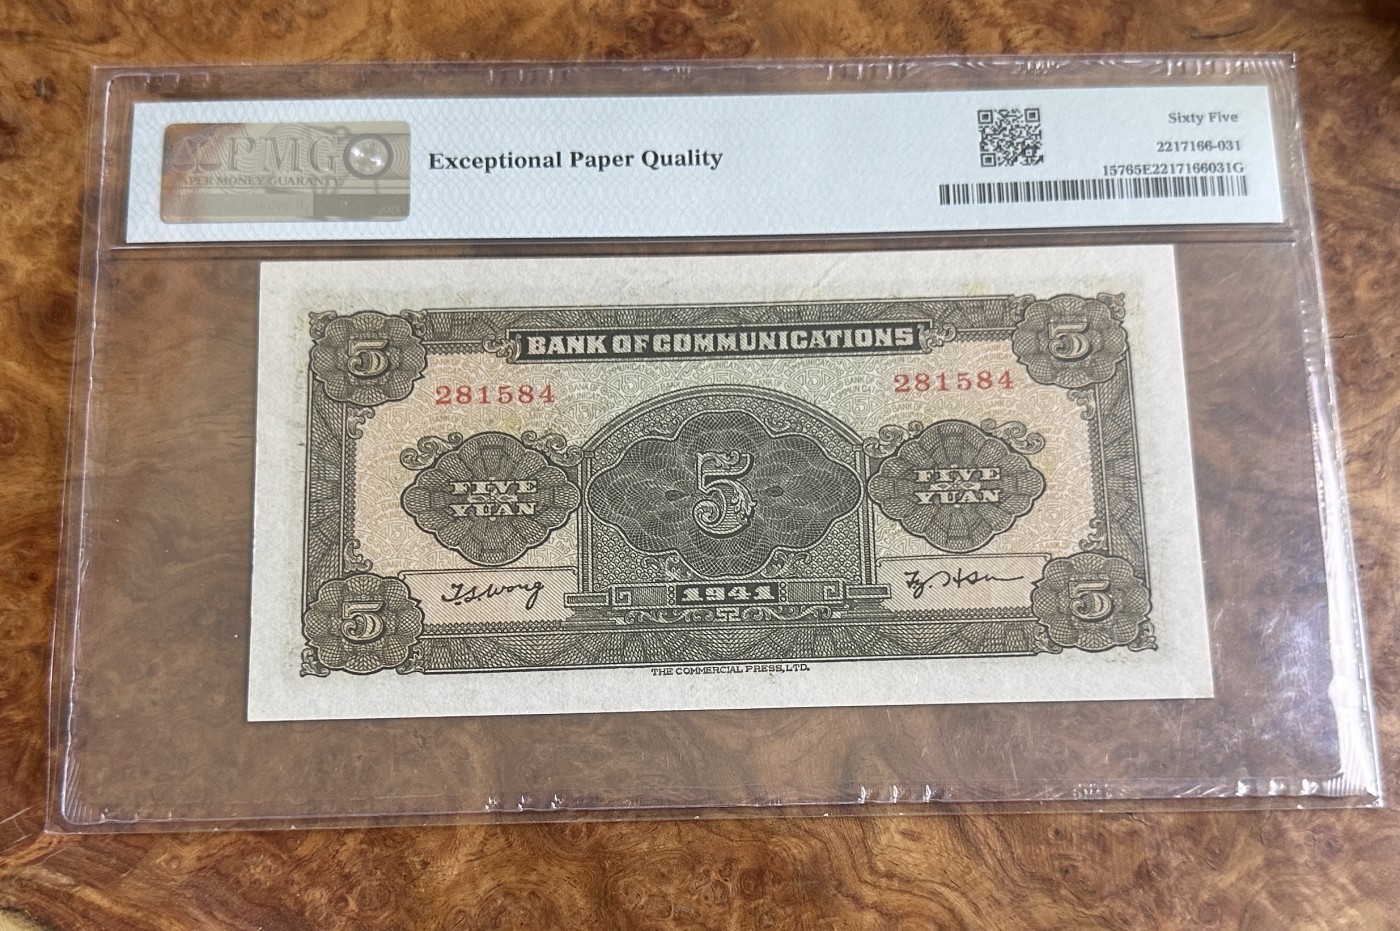 PMG
PAPER MONEY GUARANTY
Exceptional Paper Quality
Sixty Five
2217166-031
15765E2217166031G
5
BANK OF COMMUNICATIONS
5
281584
281584
FIVE
YUAN
5
FIVE
YUAN
T.S.Wong
1941
5
5
THE COMMERCIAL PRESS, LTD.